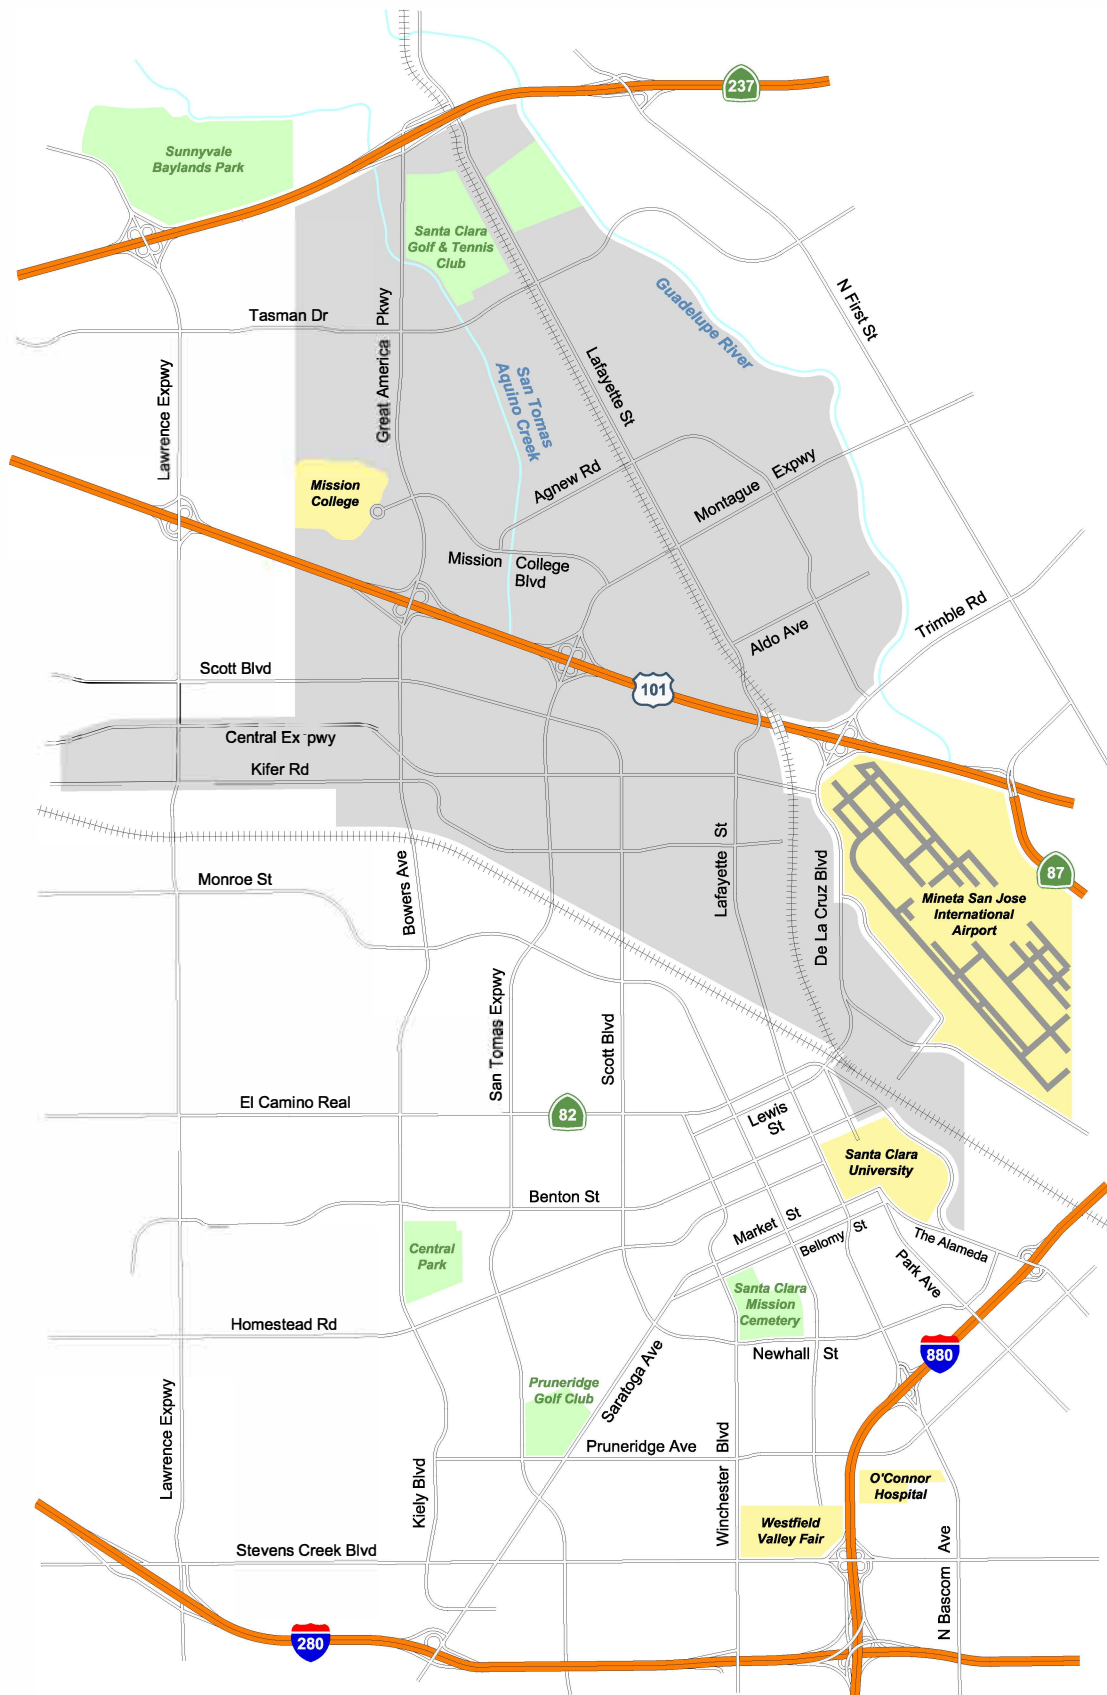 237
Sunnyvale
Baylands Park
Santa Clara
Golf & Tennis
Club
Guadelupe River
N First St
Tasman Dr
Great America Pkwy
Lafayette St
San Tomas
Aquino Creek
Lawrence Expwy
Mission
College
Agnew Rd
Montague Expwy
Mission College
Blvd
Trimble Rd
Aldo Ave
Scott Blvd
101
Central Expwy
Kifer Rd
Lafayette St
De La Cruz Blvd
Bowers Ave
87
Monroe St
Mineta San Jose
International
Airport
San Tomas Expwy
Scott Blvd
El Camino Real
82
Lewis
St
Santa Clara
University
Benton St
Market St
Bellomy St
The Alameda
Park Ave
Central
Park
Santa Clara
Mission
Cemetery
Homestead Rd
Newhall St
880
Saratoga Ave
Pruneridge
Golf Club
Lawrence Expwy
Kiely Blvd
Pruneridge Ave
Winchester Blvd
O'Connor
Hospital
Westfield
Valley Fair
Stevens Creek Blvd
N Bascom Ave
280